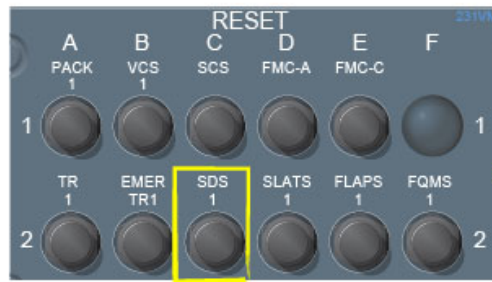 RESET
A B C D E F
PACK VCS SCS FMC-A FMC-C
1 1
1 1
TR EMER SDS SLATS FLAPS FQMS
1 TR1 1 1 1 1
2 2